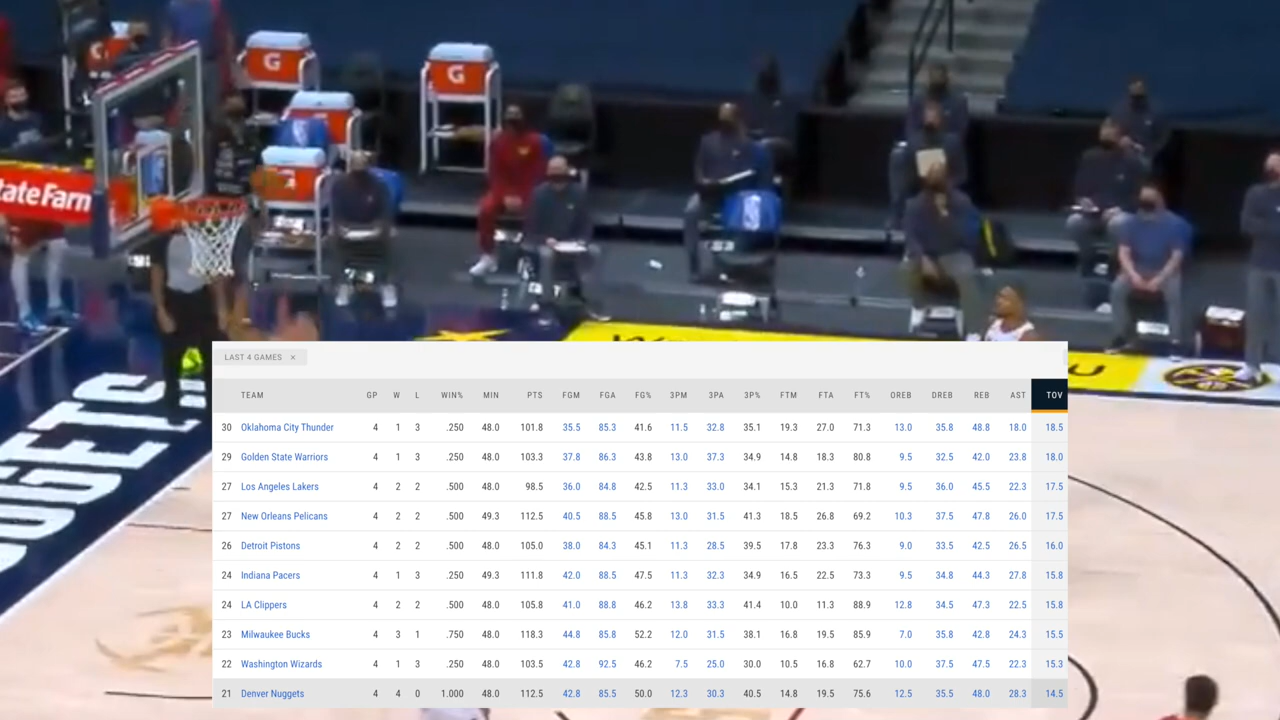 G
G
G
StateFarm
LAST 4 GAMES ×
TEAM GP W L WIN% MIN PTS FGM FGA FG% 3PM 3PA 3P% FTM FTA FT% OREB DREB REB AST TOV
30 Oklahoma City Thunder 4 1 3 .250 48.0 101.8 35.5 85.3 41.6 11.5 32.8 35.1 19.3 27.0 71.3 13.0 35.8 48.8 18.0 18.5
29 Golden State Warriors 4 1 3 .250 48.0 103.3 37.8 86.3 43.8 13.0 37.3 34.9 14.8 18.3 80.8 9.5 32.5 42.0 23.8 18.0
27 Los Angeles Lakers 4 2 2 .500 48.0 98.5 36.0 84.8 42.5 11.3 33.0 34.1 15.3 21.3 71.8 9.5 36.0 45.5 22.3 17.5
27 New Orleans Pelicans 4 2 2 .500 49.3 112.5 40.5 88.5 45.8 13.0 31.5 41.3 18.5 26.8 69.2 10.3 37.5 47.8 26.0 17.5
26 Detroit Pistons 4 2 2 .500 48.0 105.0 38.0 84.3 45.1 11.3 28.5 39.5 17.8 23.3 76.3 9.0 33.5 42.5 26.5 16.0
24 Indiana Pacers 4 1 3 .250 49.3 111.8 42.0 88.5 47.5 11.3 32.3 34.9 16.5 22.5 73.3 9.5 34.8 44.3 27.8 15.8
24 LA Clippers 4 2 2 .500 48.0 105.8 41.0 88.8 46.2 13.8 33.3 41.4 10.0 11.3 88.9 12.8 34.5 47.3 22.5 15.8
23 Milwaukee Bucks 4 3 1 .750 48.0 118.3 44.8 85.8 52.2 12.0 31.5 38.1 16.8 19.5 85.9 7.0 35.8 42.8 24.3 15.5
22 Washington Wizards 4 1 3 .250 48.0 103.5 42.8 92.5 46.2 7.5 25.0 30.0 10.5 16.8 62.7 10.0 37.5 47.5 22.3 15.3
21 Denver Nuggets 4 4 0 1.000 48.0 112.5 42.8 85.5 50.0 12.3 30.3 40.5 14.8 19.5 75.6 12.5 35.5 48.0 28.3 14.5